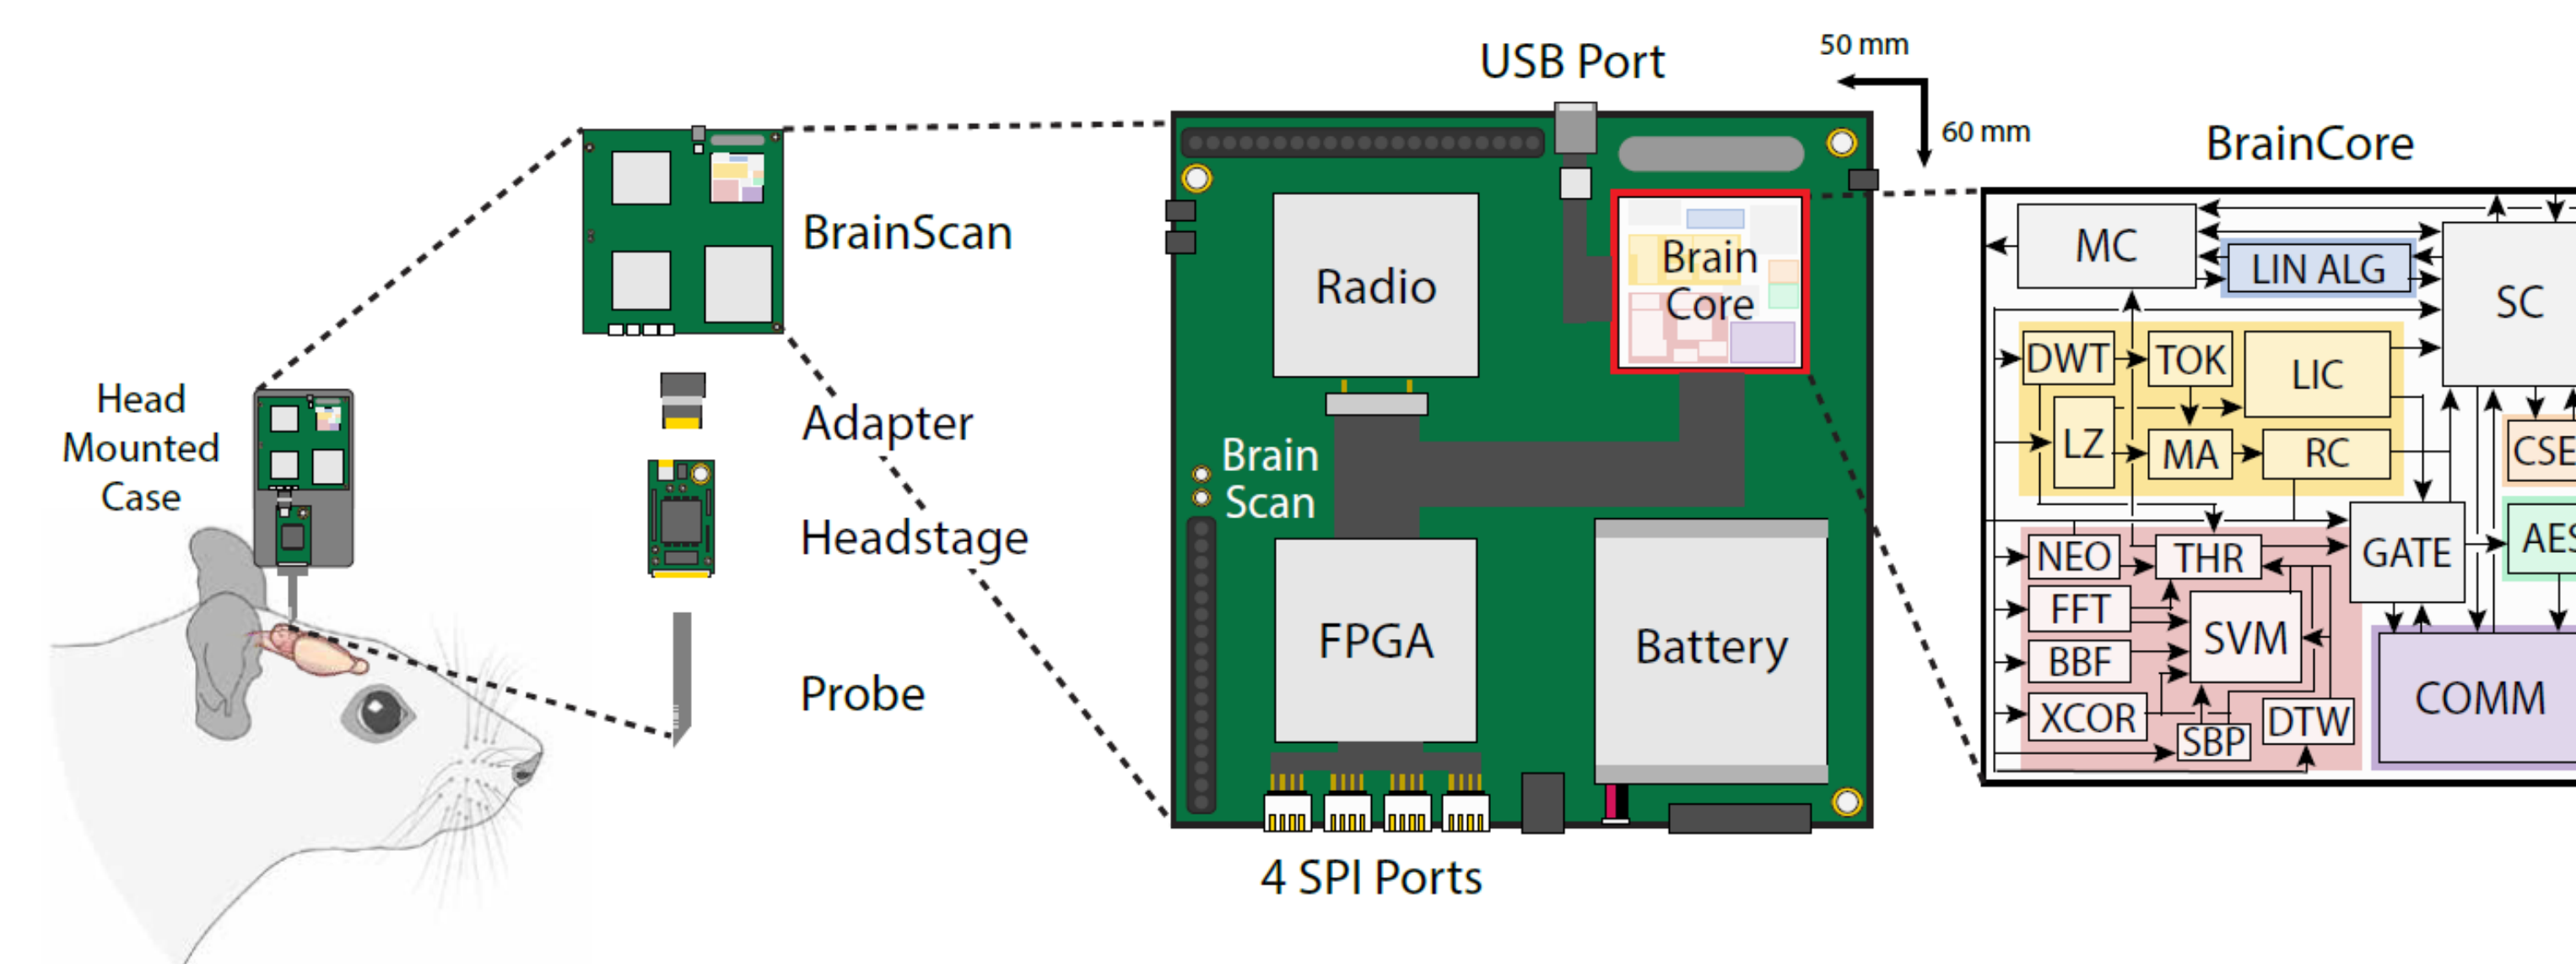 Head
Mounted
Case
BrainScan
Adapter
Headstage
Probe
USB Port
50 mm
60 mm
Radio
Brain
Core
Brain
Scan
FPGA
Battery
4 SPI Ports
BrainCore
MC
LIN ALG
SC
DWT
TOK
LIC
LZ
MA
RC
CSE
NEO
THR
GATE
AES
FFT
SVM
BBF
XCOR
SBP
DTW
COMM